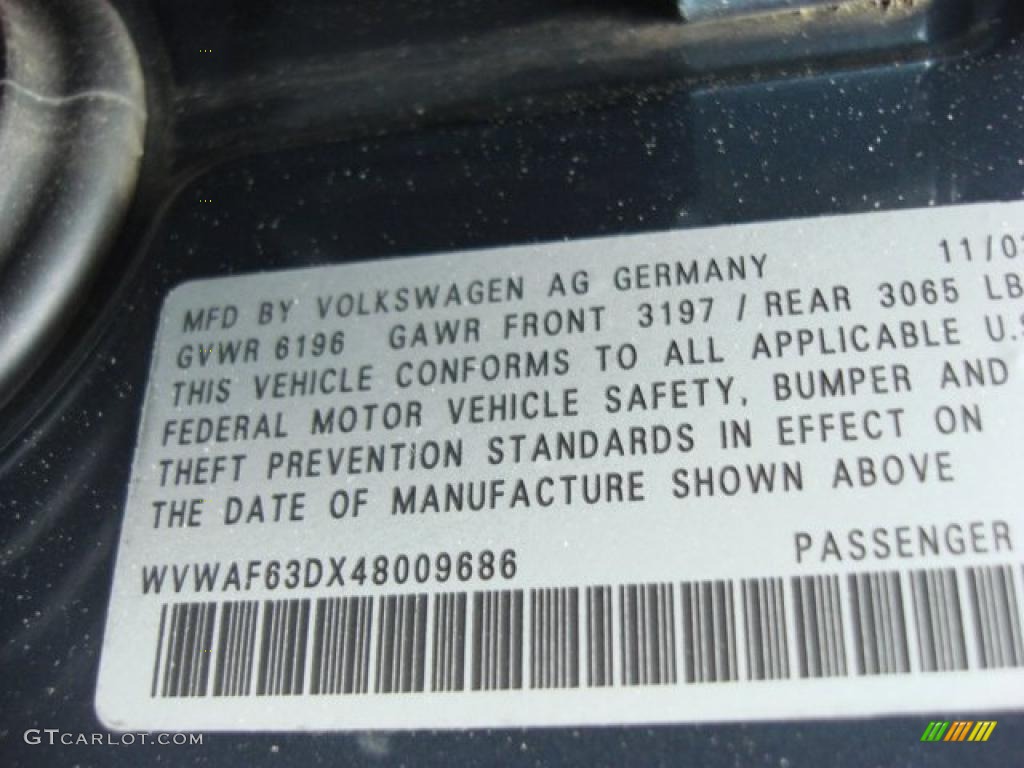 MFD BY VOLKSWAGEN AG GERMANY 11/03
GVWR 6196 GAWR FRONT 3197 / REAR 3065 LB
THIS VEHICLE CONFORMS TO ALL APPLICABLE U.S
FEDERAL MOTOR VEHICLE SAFETY, BUMPER AND
THEFT PREVENTION STANDARDS IN EFFECT ON
THE DATE OF MANUFACTURE SHOWN ABOVE
WVWAF63DX48009686 PASSENGER
GTCARLOT.COM